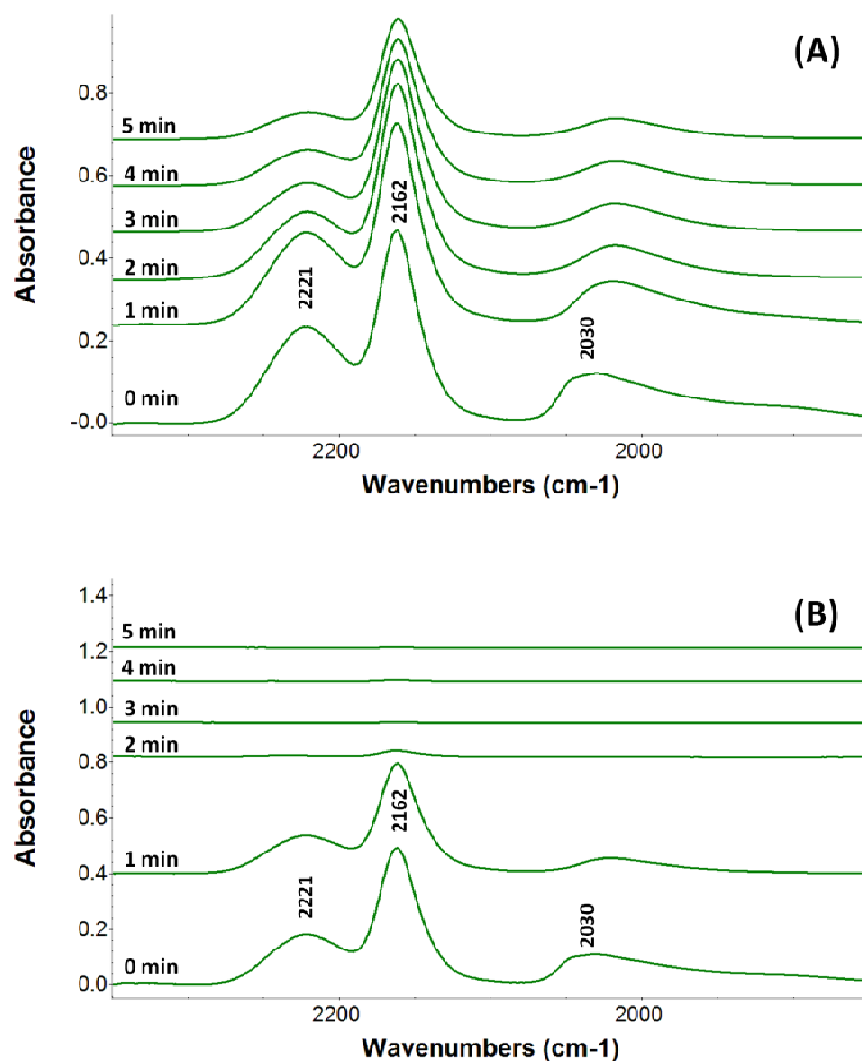 (A)
0.8
5 min
0.6
4 min
3 min
2162
0.4
2 min
2221
1 min
0.2
2030
0 min
-0.0
Absorbance
2200
2000
Wavenumbers (cm-1)
(B)
1.4
5 min
1.2
4 min
1.0
3 min
2 min
0.8
2162
0.6
1 min
0.4
2221
2030
0.2
0 min
0.0
Absorbance
2200
2000
Wavenumbers (cm-1)